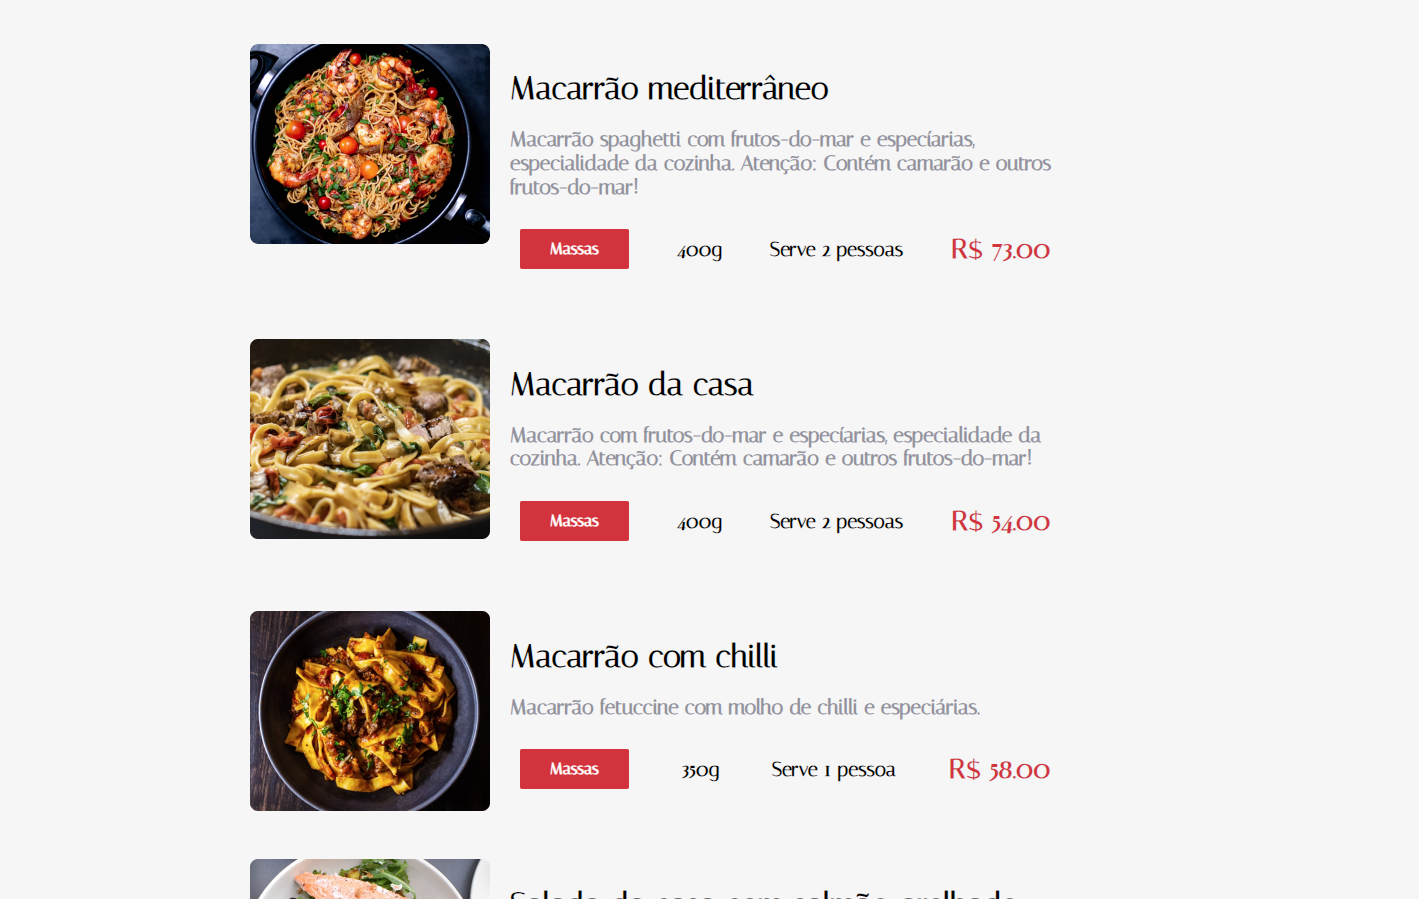 Macarrão mediterrâneo
Macarrão spaghetti com frutos-do-mar e especíarias,
especialidade da cozinha. Atenção: Contém camarão e outros
frutos-do-mar!
Massas 400g Serve 2 pessoas R$ 73.00
Macarrão da casa
Macarrão com frutos-do-mar e especíarias, especialidade da
cozinha. Atenção: Contém camarão e outros frutos-do-mar!
Massas 400g Serve 2 pessoas R$ 54.00
Macarrão com chilli
Macarrão fetuccine com molho de chilli e especiárias.
Massas 350g Serve 1 pessoa R$ 58.00